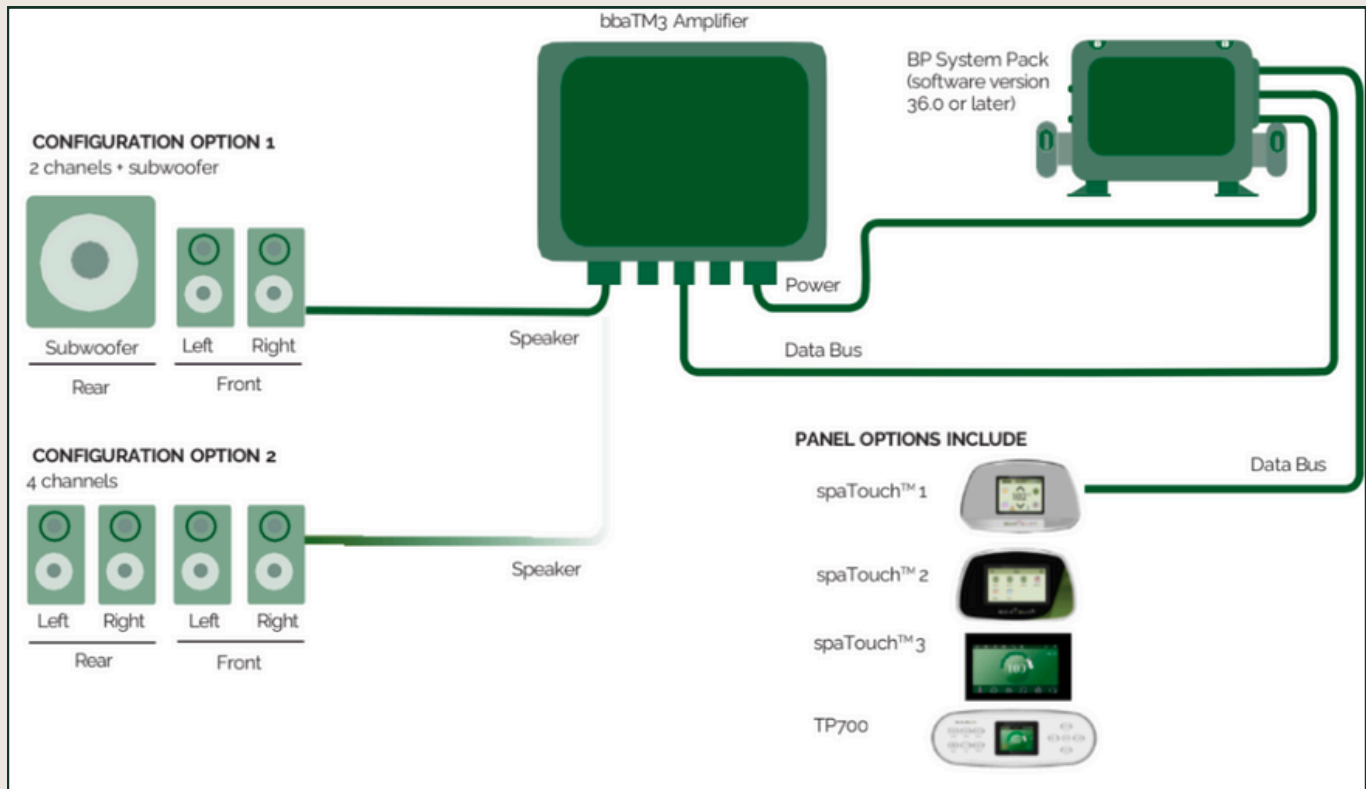 bbaTM3 Amplifier
BP System Pack
(software version
36.0 or later)
CONFIGURATION OPTION 1
2 chanels + subwoofer
Subwoofer
Left
Right
Rear
Front
Speaker
Power
Data Bus
CONFIGURATION OPTION 2
4 channels
Left
Right
Left
Right
Rear
Front
Speaker
PANEL OPTIONS INCLUDE
Data Bus
spaTouch™ 1
spaTouch™ 2
spaTouch™ 3
TP700